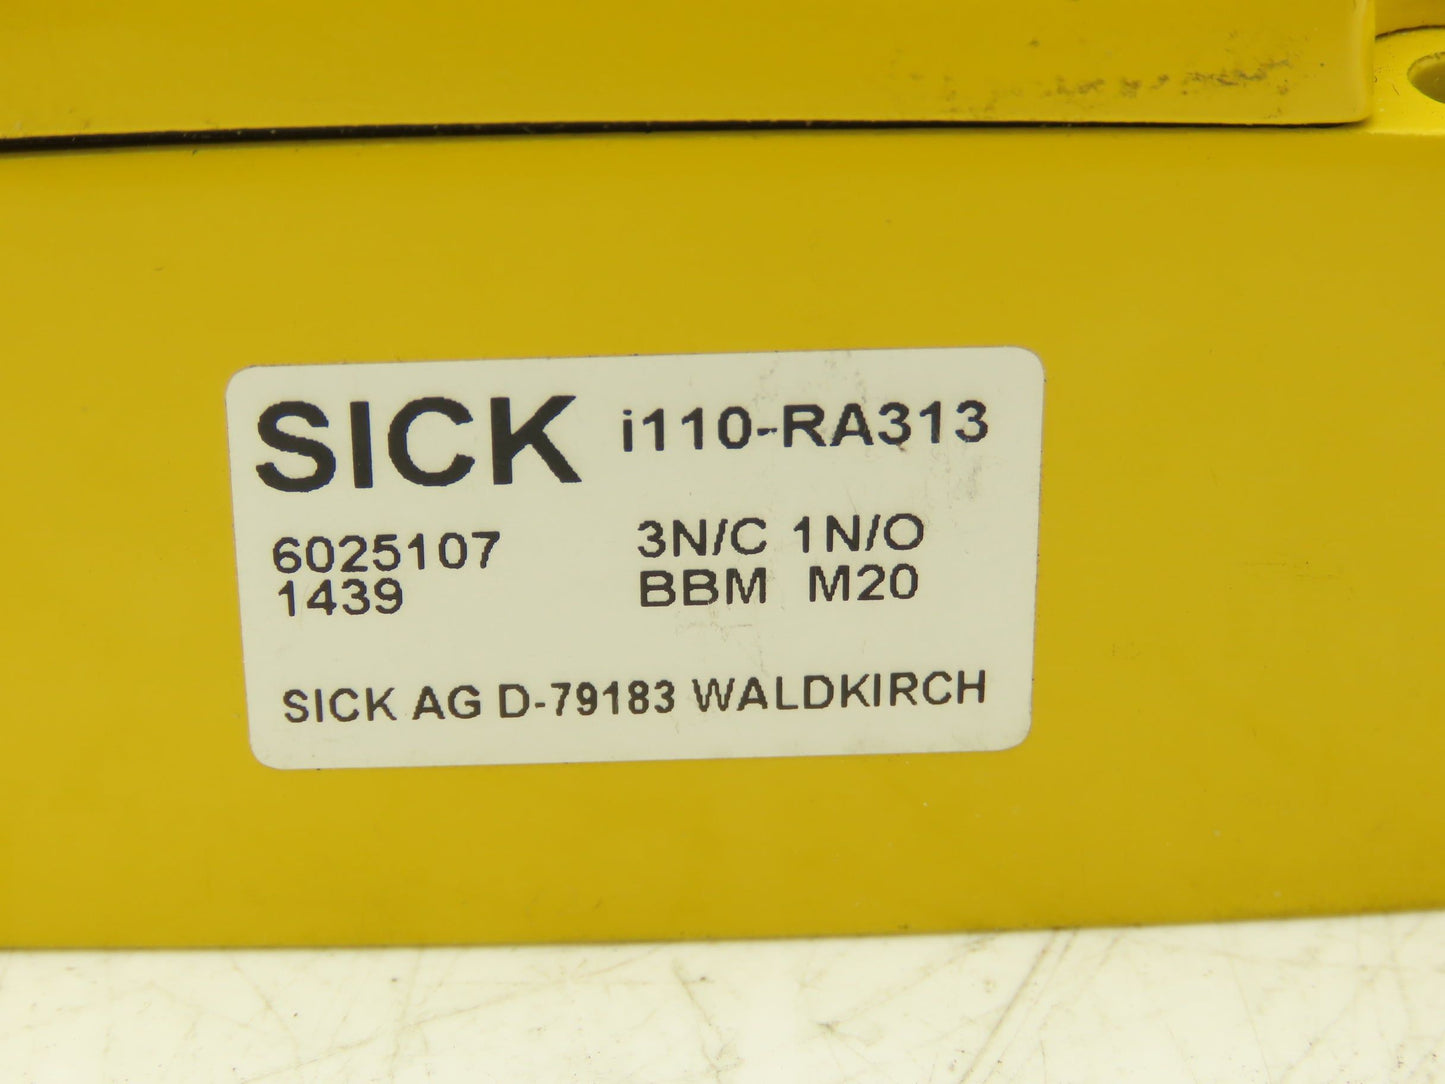 SICK i110-RA313
6025107 3N/C 1N/O
1439 BBM M20
SICK AG D-79183 WALDKIRCH